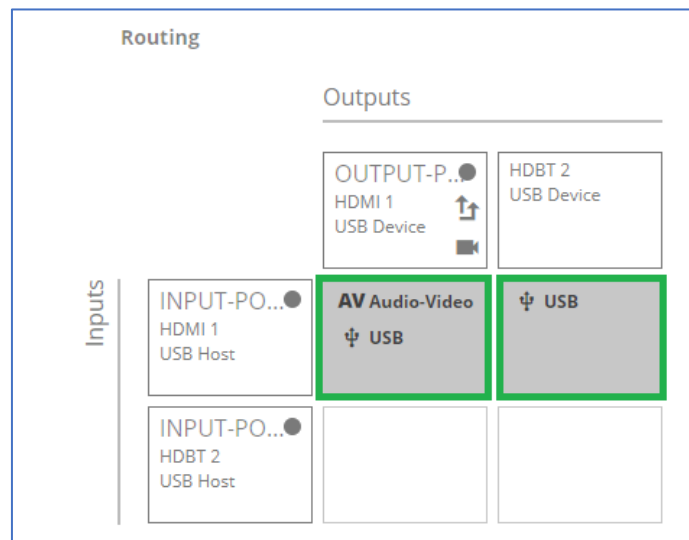 Routing
Outputs
OUTPUT-P...
HDMI 1
USB Device
HDBT 2
USB Device
Inputs
INPUT-PO...
HDMI 1
USB Host
AV Audio-Video
USB
USB
INPUT-PO...
HDBT 2
USB Host